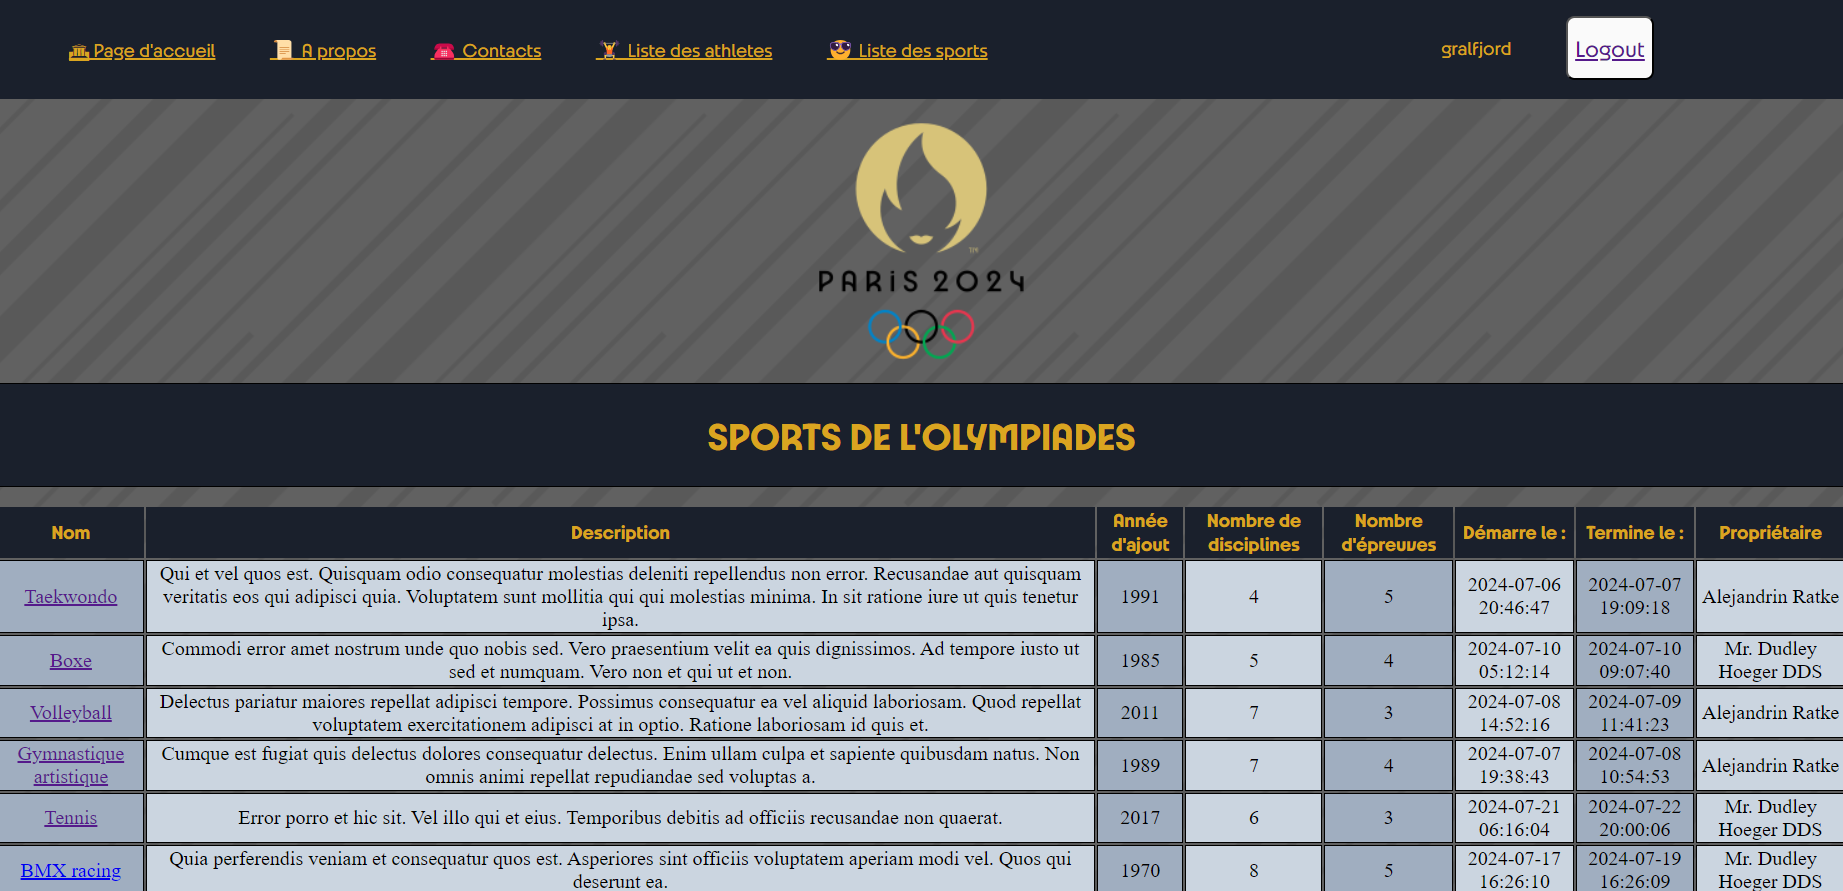 Page d'accueil
A propos
Contacts
Liste des athletes
Liste des sports
gralfjord
Logout
TM
PARIS 2024
SPORTS DE L'OLYMPIADES
Nom
Description
Année
d'ajout
Nombre de
disciplines
Nombre
d'épreuves
Démarre le :
Termine le :
Propriétaire
Taekwondo
Qui et vel quos est. Quisquam odio consequatur molestias deleniti repellendus non error. Recusandae aut quisquam
veritatis eos qui adipisci quia. Voluptatem sunt mollitia qui qui molestias minima. In sit ratione iure ut quis tenetur
ipsa.
1991
4
5
2024-07-06
20:46:47
2024-07-07
19:09:18
Alejandrin Ratke
Boxe
Commodi error amet nostrum unde quo nobis sed. Vero praesentium velit ea quis dignissimos. Ad tempore iusto ut
sed et numquam. Vero non et qui ut et non.
1985
5
4
2024-07-10
05:12:14
2024-07-10
09:07:40
Mr. Dudley
Hoeger DDS
Volleyball
Delectus pariatur maiores repellat adipisci tempore. Possimus consequatur ea vel aliquid laboriosam. Quod repellat
voluptatem exercitationem adipisci at in optio. Ratione laboriosam id quis et.
2011
7
3
2024-07-08
14:52:16
2024-07-09
11:41:23
Alejandrin Ratke
Gymnastique
artistique
Cumque est fugiat quis delectus dolores consequatur delectus. Enim ullam culpa et sapiente quibusdam natus. Non
omnis animi repellat repudiandae sed voluptas a.
1989
7
4
2024-07-07
19:38:43
2024-07-08
10:54:53
Alejandrin Ratke
Tennis
Error porro et hic sit. Vel illo qui et eius. Temporibus debitis ad officiis recusandae non quaerat.
2017
6
3
2024-07-21
06:16:04
2024-07-22
20:00:06
Mr. Dudley
Hoeger DDS
BMX racing
Quia perferendis veniam et consequatur quos est. Asperiores sint officiis voluptatem aperiam modi vel. Quos qui
deserunt ea.
1970
8
5
2024-07-17
16:26:10
2024-07-19
16:26:09
Mr. Dudley
Hoeger DDS